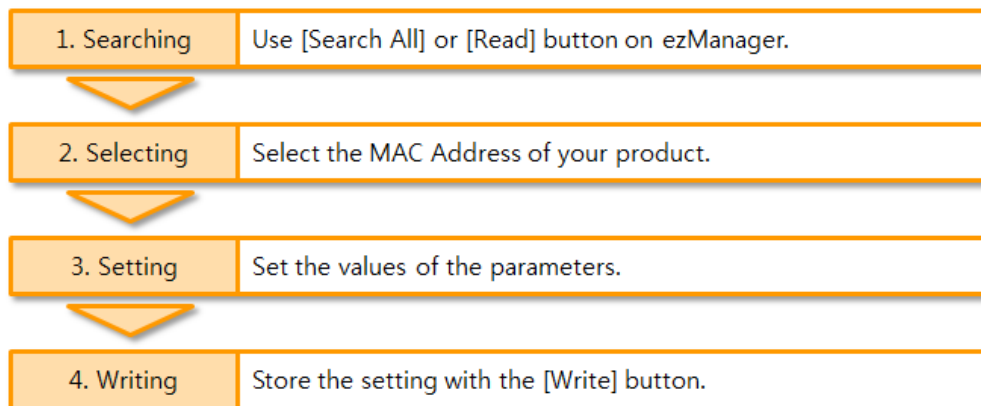 1. Searching
Use [Search All] or [Read] button on ezManager.
2. Selecting
Select the MAC Address of your product.
3. Setting
Set the values of the parameters.
4. Writing
Store the setting with the [Write] button.